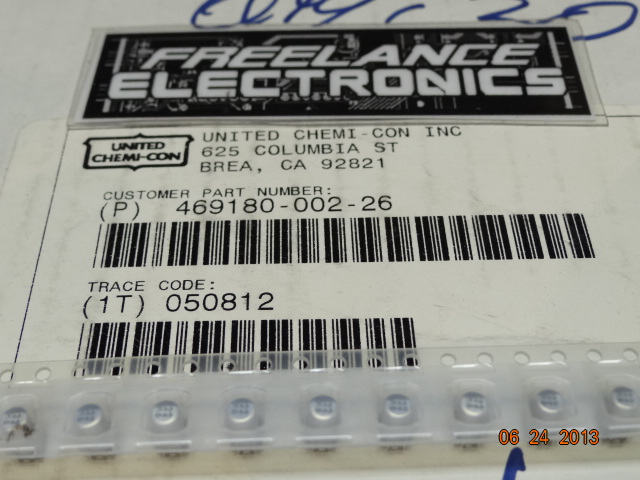 FREELANCE
ELECTRONICS
UNITED
CHEMI-CON
UNITED CHEMI-CON INC
625 COLUMBIA ST
BREA, CA 92821
CUSTOMER PART NUMBER:
(P) 469180-002-26
TRACE CODE:
(1T) 050812
06 24 2013